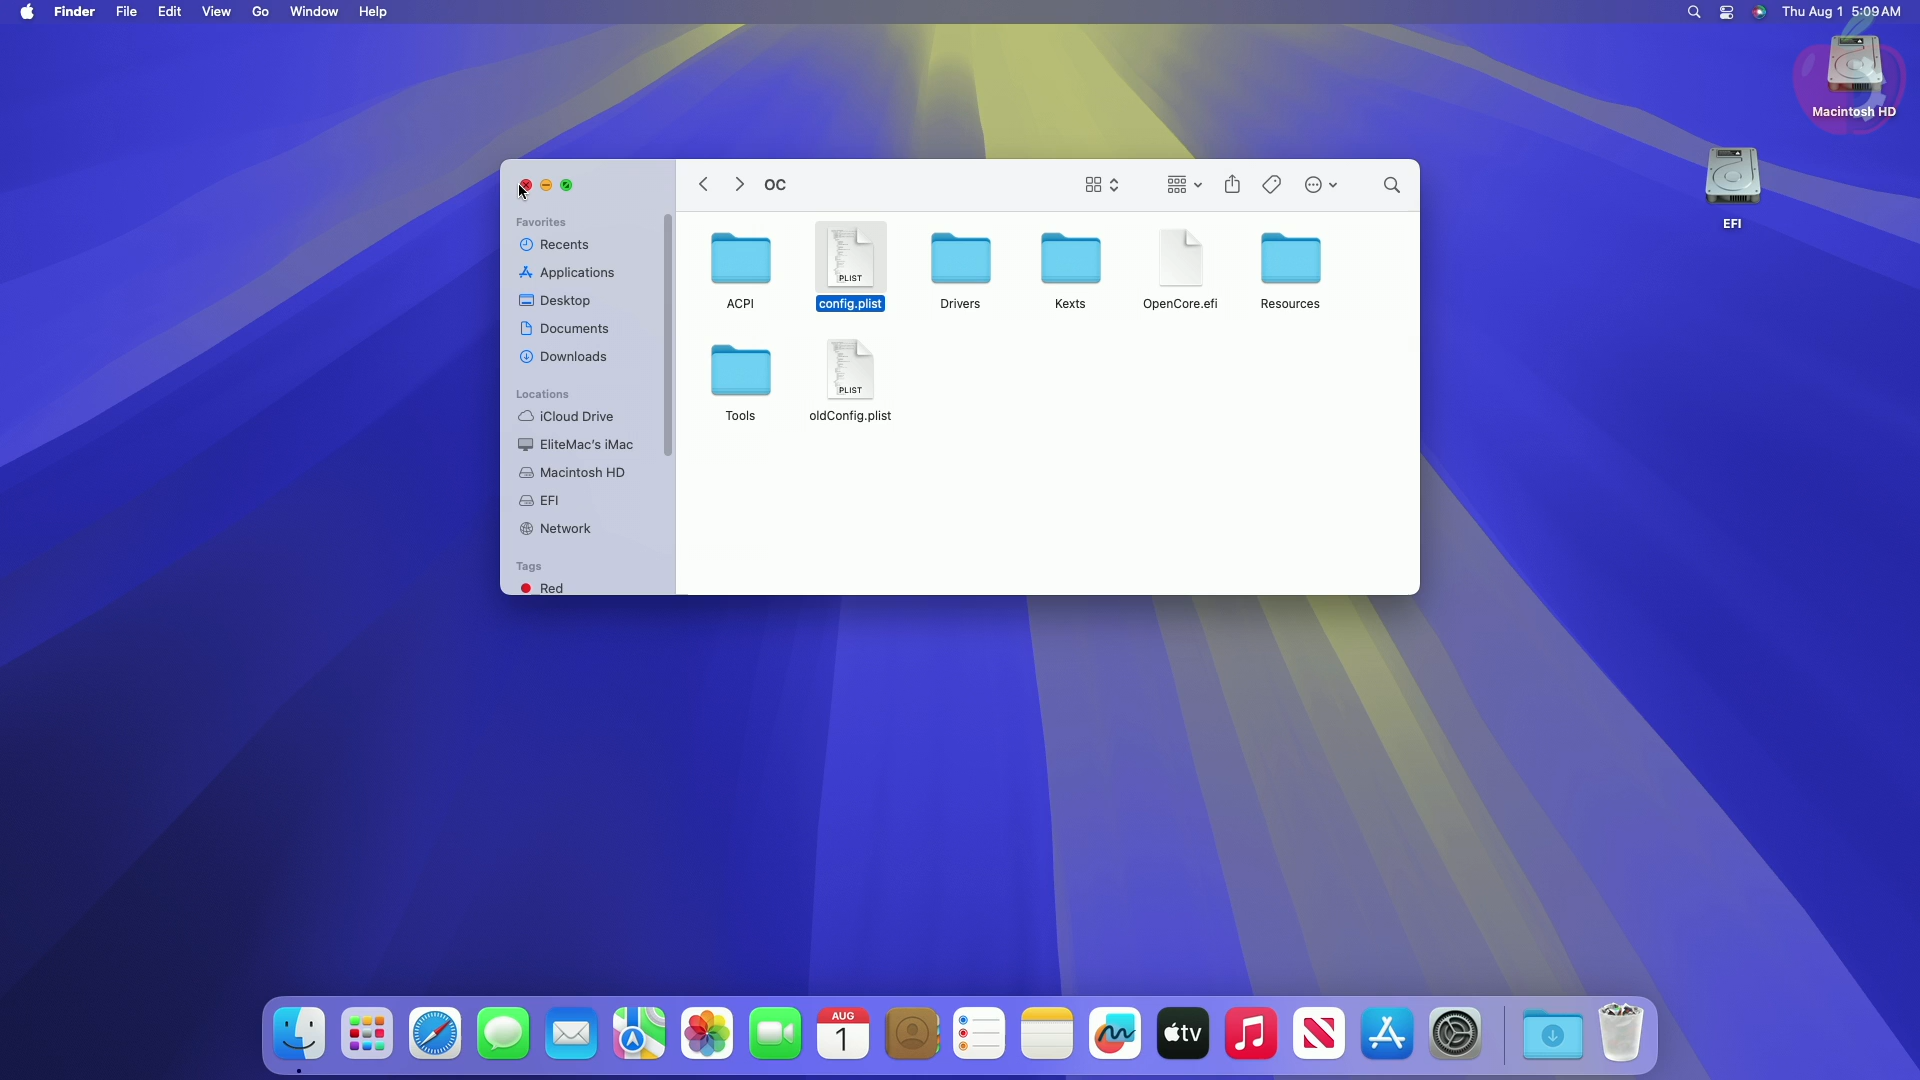 Finder File Edit View Go Window Help
Thu Aug 1 5:09 AM
Macintosh HD
EFI
OC
Favorites
Recents
Applications
Desktop
Documents
Downloads
Locations
iCloud Drive
EliteMac's iMac
Macintosh HD
EFI
Network
Tags
Red
PLIST
ACPI config.plist Drivers Kexts OpenCore.efi Resources
PLIST
Tools oldConfig.plist
AUG
1
tv